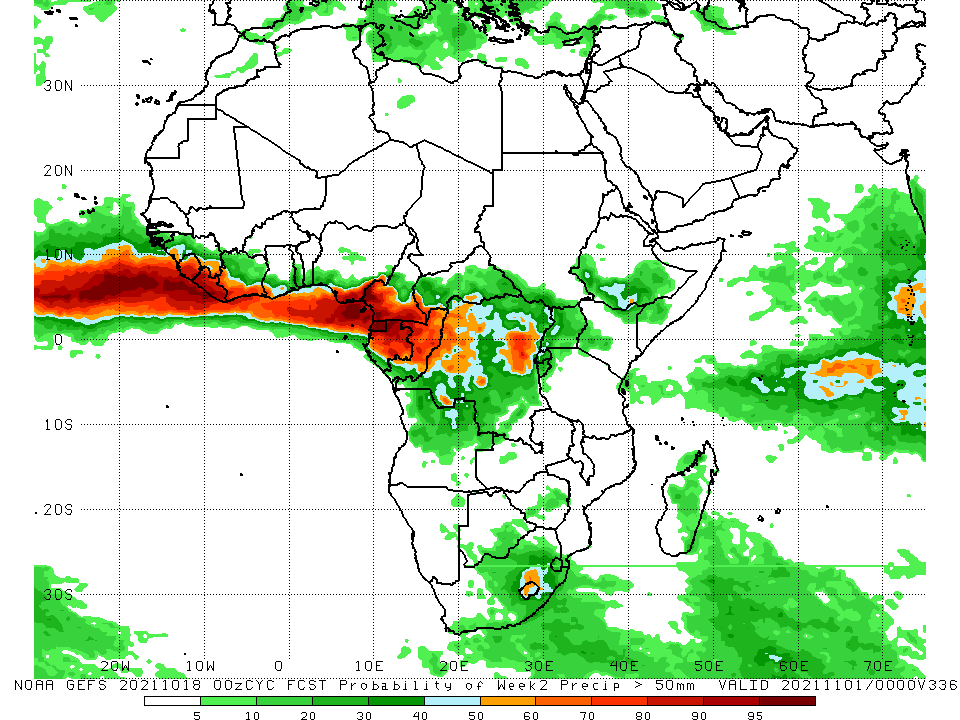 30N
20N
10N
0
10S
20S
30S
20W 10W 0 10E 20E 30E 40E 50E 60E 70E
NOAA GEFS 20211018 00zCYC FCST Probability of Week2 Precip > 50mm VALID 20211101/0000V336
5 10 20 30 40 50 60 70 80 90 95